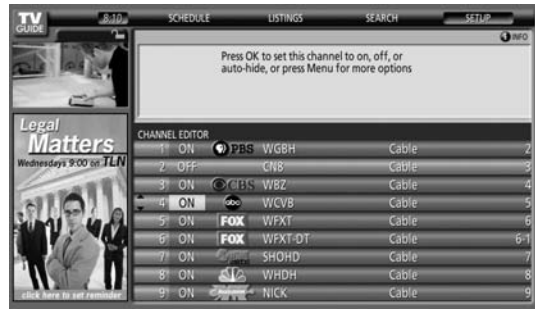 TV GUIDE 8:10 SCHEDULE LISTINGS SEARCH SETUP
INFO
Press OK to set this channel to on, off, or
auto-hide, or press Menu for more options
Legal
Matters
Wednesdays 9:00 on TLN
click here to set reminder
CHANNEL EDITOR
1 ON PBS WGBH Cable 2
2 OFF CNB Cable 3
3 ON CBS WBZ Cable 4
4 ON abc WCVB Cable 5
5 ON FOX WFXT Cable 6
6 ON FOX WFXT-DT Cable 6-1
7 ON SHOHD Cable 7
8 ON WHDH Cable 8
9 ON NICK Cable 9